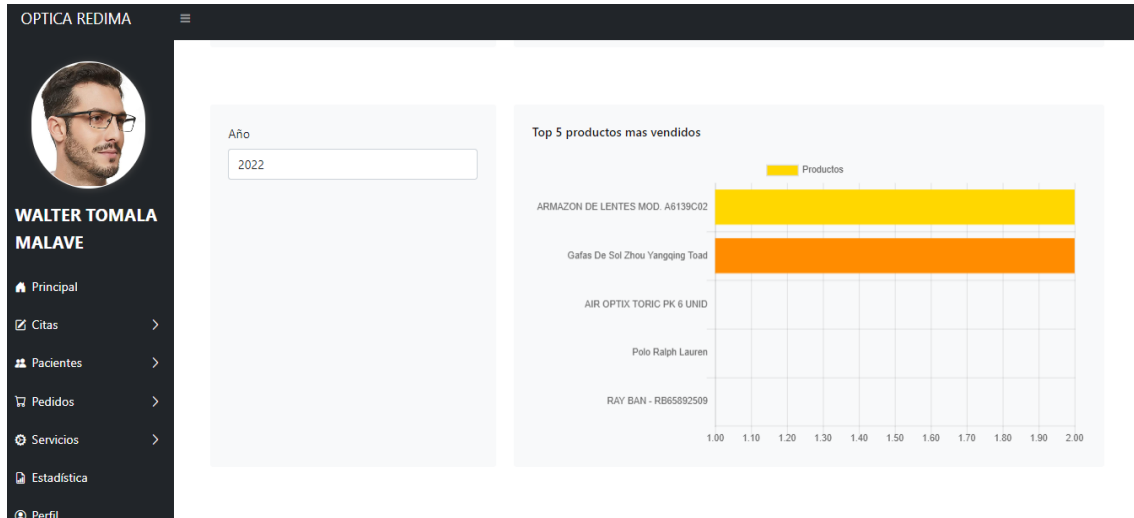 OPTICA REDIMA
WALTER TOMALA
MALAVE
Principal
Citas
Pacientes
Pedidos
Servicios
Estadística
Perfil
Año
2022
Top 5 productos mas vendidos
Productos
ARMAZON DE LENTES MOD. A6139C02
Gafas De Sol Zhou Yangqing Toad
AIR OPTIX TORIC PK 6 UNID
Polo Ralph Lauren
RAY BAN - RB65892509
1.00 1.10 1.20 1.30 1.40 1.50 1.60 1.70 1.80 1.90 2.00